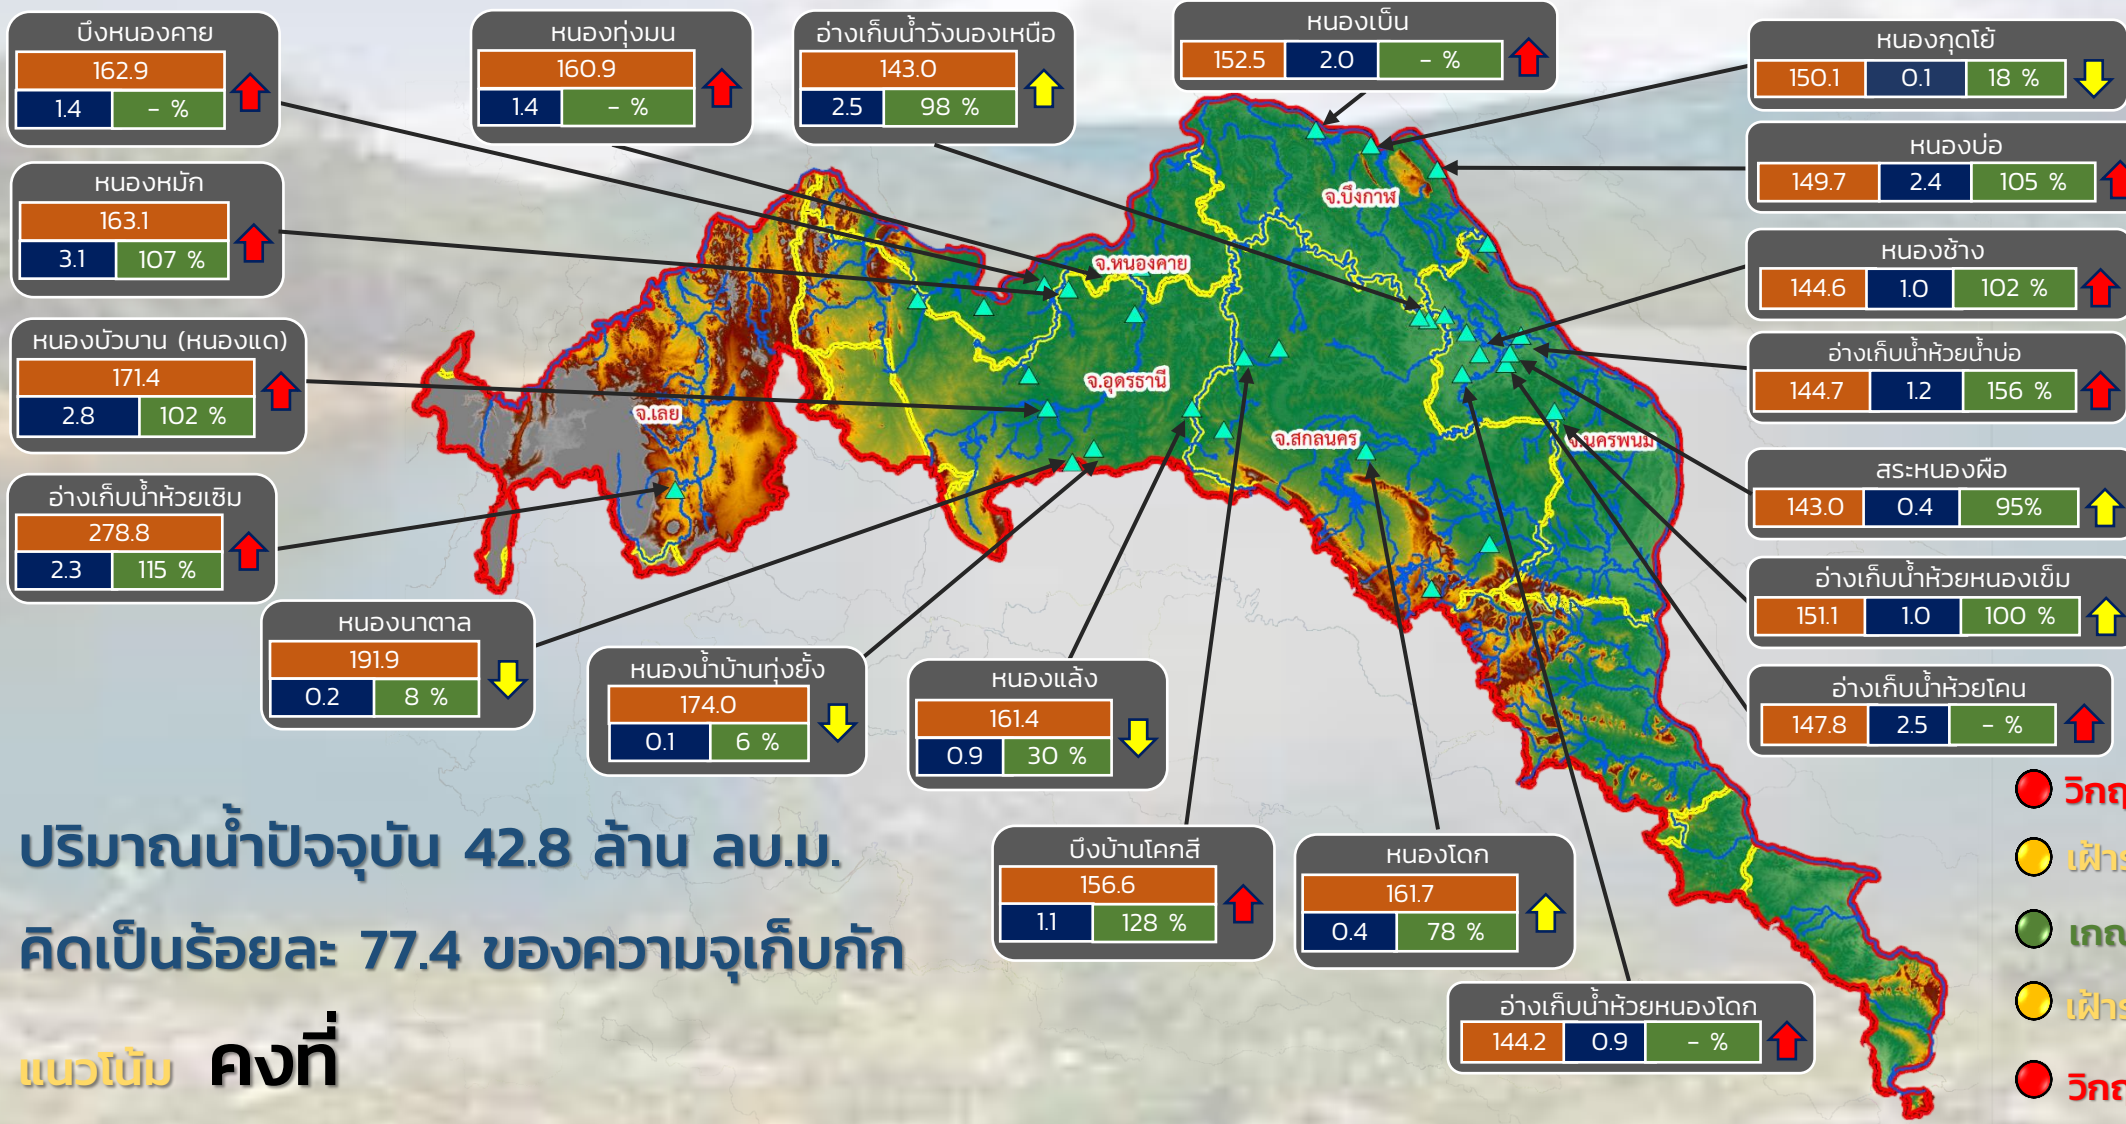 บึงหนองคาย
162.9
1.4 - %
หนองทุ่งมน
160.9
1.4 - %
อ่างเก็บน้ำวังนองเหนือ
143.0
2.5 98 %
หนองเบ็น
152.5 2.0 - %
หนองกุดโย้
150.1 0.1 18 %
หนองบ่อ
149.7 2.4 105 %
หนองหมัก
163.1
3.1 107 %
หนองช้าง
144.6 1.0 102 %
หนองบัวบาน (หนองแด)
171.4
2.8 102 %
อ่างเก็บน้ำห้วยน้ำบ่อ
144.7 1.2 156 %
สระหนองผือ
143.0 0.4 95%
อ่างเก็บน้ำห้วยเซิม
278.8
2.3 115 %
อ่างเก็บน้ำห้วยหนองเข็ม
151.1 1.0 100 %
หนองนาตาล
191.9
0.2 8 %
หนองน้ำบ้านทุ่งยั้ง
174.0
0.1 6 %
หนองแล้ง
161.4
0.9 30 %
อ่างเก็บน้ำห้วยโคน
147.8 2.5 - %
บึงบ้านโคกสี
156.6
1.1 128 %
หนองโดก
161.7
0.4 78 %
อ่างเก็บน้ำห้วยหนองโดก
144.2 0.9 - %
จ.บึงกาฬ
จ.หนองคาย
จ.อุดรธานี
จ.เลย
จ.สกลนคร
จ.นครพนม
ปริมาณน้ำปัจจุบัน 42.8 ล้าน ลบ.ม.
คิดเป็นร้อยละ 77.4 ของความจุเก็บกัก
แนวโน้ม คงที่